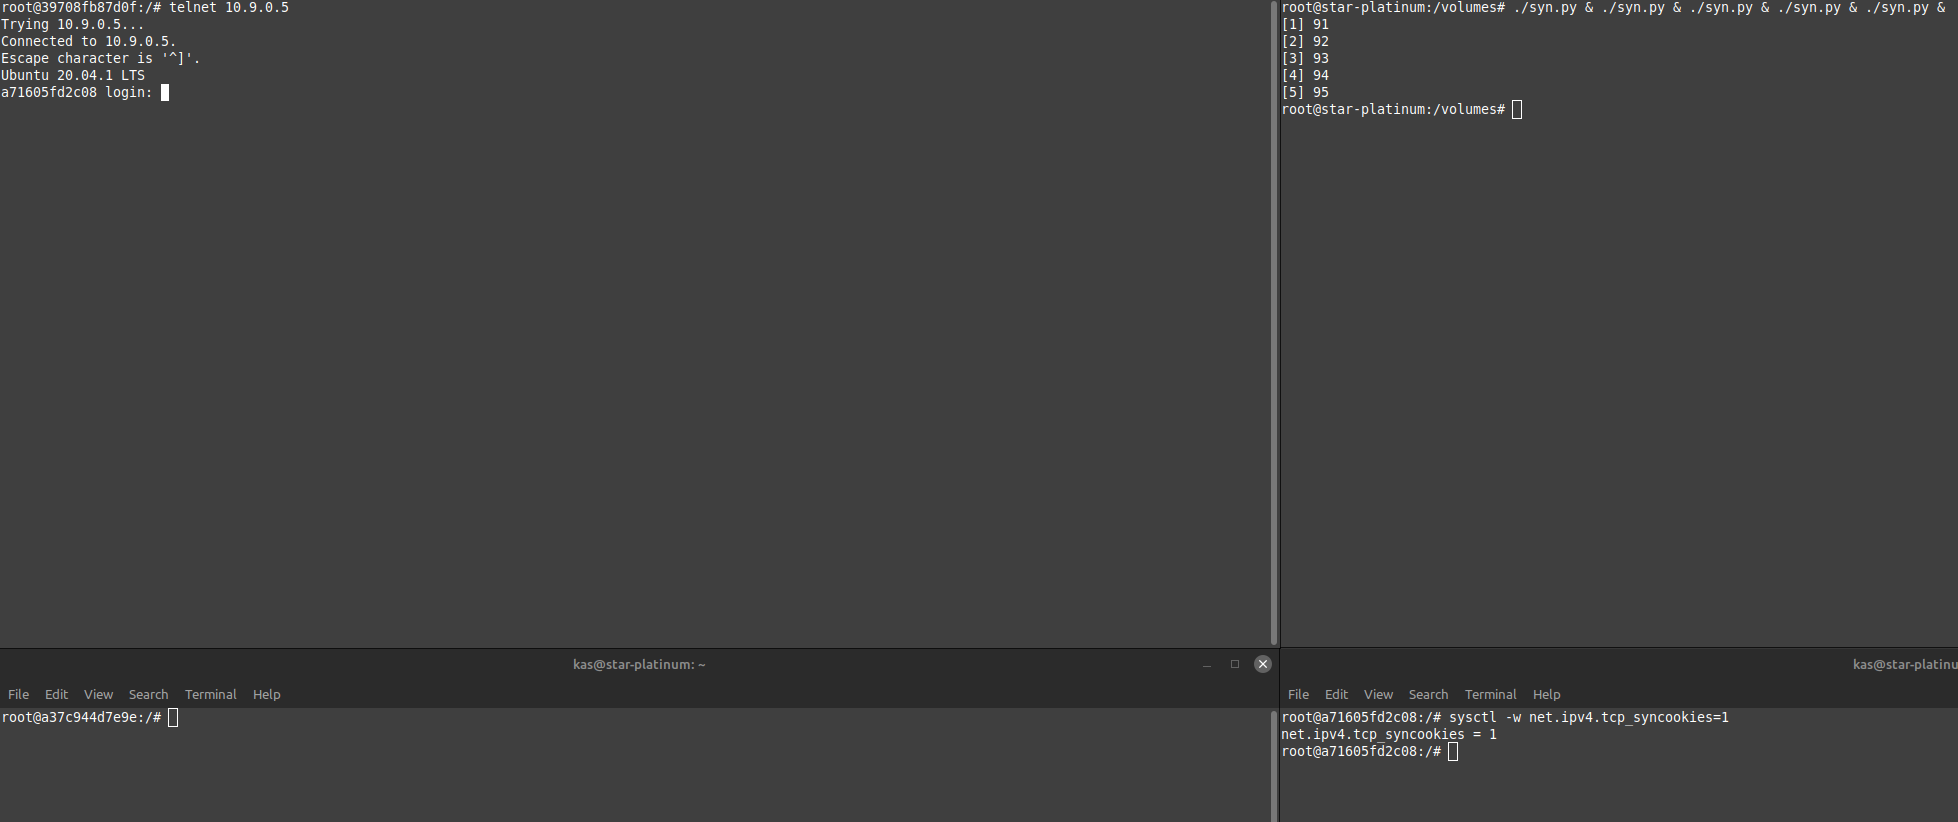 root@39708fb87d0f:/# telnet 10.9.0.5
Trying 10.9.0.5...
Connected to 10.9.0.5.
Escape character is '^]'.
Ubuntu 20.04.1 LTS
a71605fd2c08 login:
root@star-platinum:/volumes# ./syn.py & ./syn.py & ./syn.py & ./syn.py & ./syn.py &
[1] 91
[2] 92
[3] 93
[4] 94
[5] 95
root@star-platinum:/volumes#
kas@star-platinum: ~
File Edit View Search Terminal Help
root@a37c944d7e9e:/#
kas@star-platinu
File Edit View Search Terminal Help
root@a71605fd2c08:/# sysctl -w net.ipv4.tcp_syncookies=1
net.ipv4.tcp_syncookies = 1
root@a71605fd2c08:/#